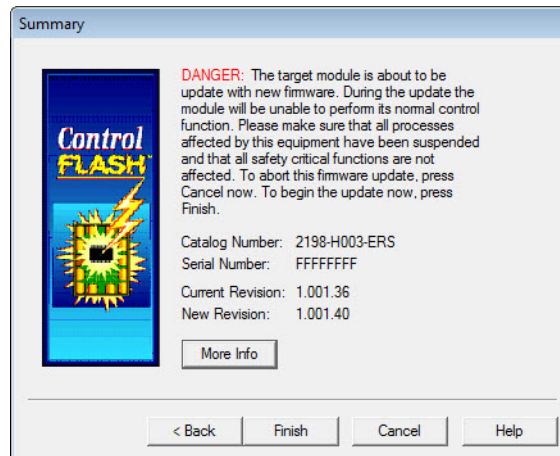 Summary
Control
FLASH™
DANGER: The target module is about to be
update with new firmware. During the update the
module will be unable to perform its normal control
function. Please make sure that all processes
affected by this equipment have been suspended
and that all safety critical functions are not
affected. To abort this firmware update, press
Cancel now. To begin the update now, press
Finish.
Catalog Number: 2198-H003-ERS
Serial Number: FFFFFFFF
Current Revision: 1.001.36
New Revision: 1.001.40
More Info
< Back Finish Cancel Help